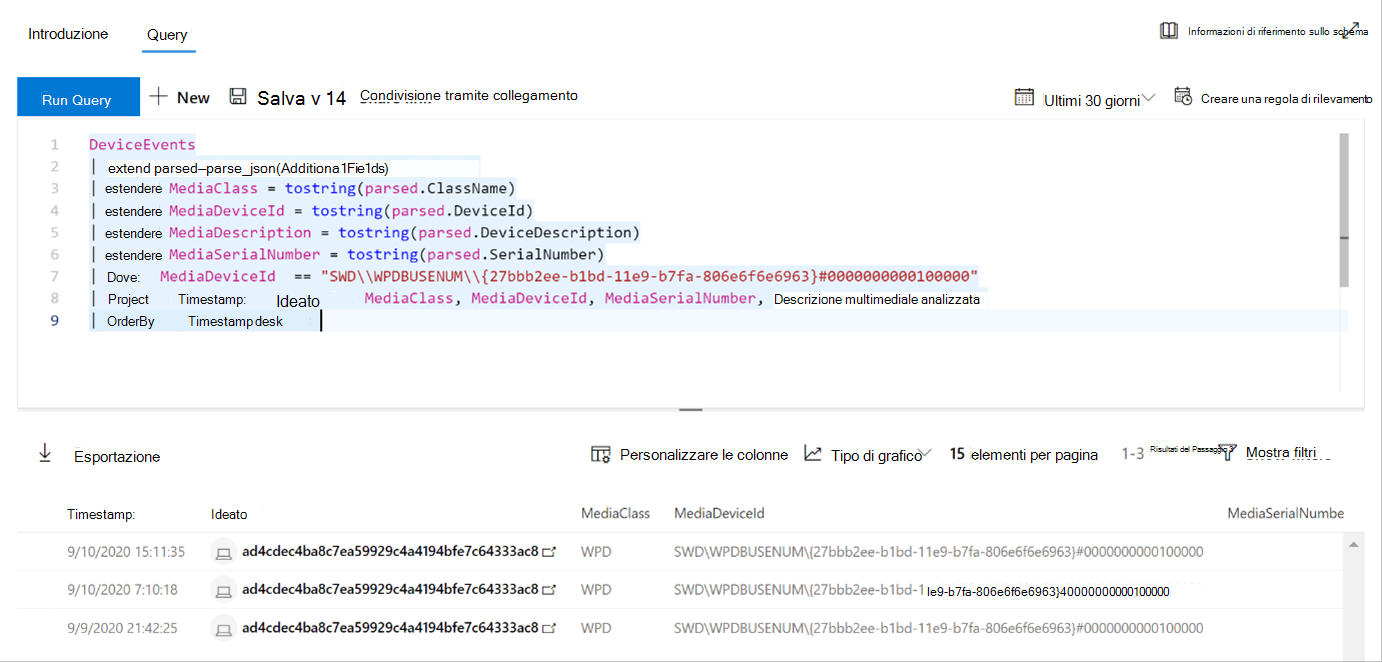 Introduzione Query Informazioni di riferimento sullo schema
Run Query New Salva v 14 Condivisione tramite collegamento Ultimi 30 giorni Creare una regola di rilevamento
1 DeviceEvents
2 | extend parsed—parse_json(Additiona1Fie1ds)
3 | estendere MediaClass = tostring(parsed.ClassName)
4 | estendere MediaDeviceId = tostring(parsed.DeviceId)
5 | estendere MediaDescription = tostring(parsed.DeviceDescription)
6 | estendere MediaSerialNumber = tostring(parsed.SerialNumber)
7 | Dove: MediaDeviceId == "SWD\\WPDBUSENUM\\{27bbb2ee-b1bd-11e9-b7fa-806e6f6e6963}#0000000000100000"
8 | Project Timestamp: Ideato MediaClass, MediaDeviceId, MediaSerialNumber, Descrizione multimediale analizzata
9 | OrderBy Timestamp desk
Esportazione Personalizzare le colonne Tipo di grafico 15 elementi per pagina 1-3 Risultati del Passaggio 3 Mostra filtri
Timestamp: Ideato MediaClass MediaDeviceId MediaSerialNumbe
9/10/2020 15:11:35 ad4cdec4ba8c7ea59929c4a4194bfe7c64333ac8 WPD SWD\WPDBUSENUM\{27bbb2ee-b1bd-11e9-b7fa-806e6f6e6963}#0000000000100000
9/10/2020 7:10:18 ad4cdec4ba8c7ea59929c4a4194bfe7c64333ac8 WPD SWD\WPDBUSENUM\{27bbb2ee-b1bd-1 le9-b7fa-806e6f6e6963}40000000000100000
9/9/2020 21:42:25 ad4cdec4ba8c7ea59929c4a4194bfe7c64333ac8 WPD SWD\WPDBUSENUM\{27bbb2ee-b1bd-11e9-b7fa-806e6f6e6963}#0000000000100000